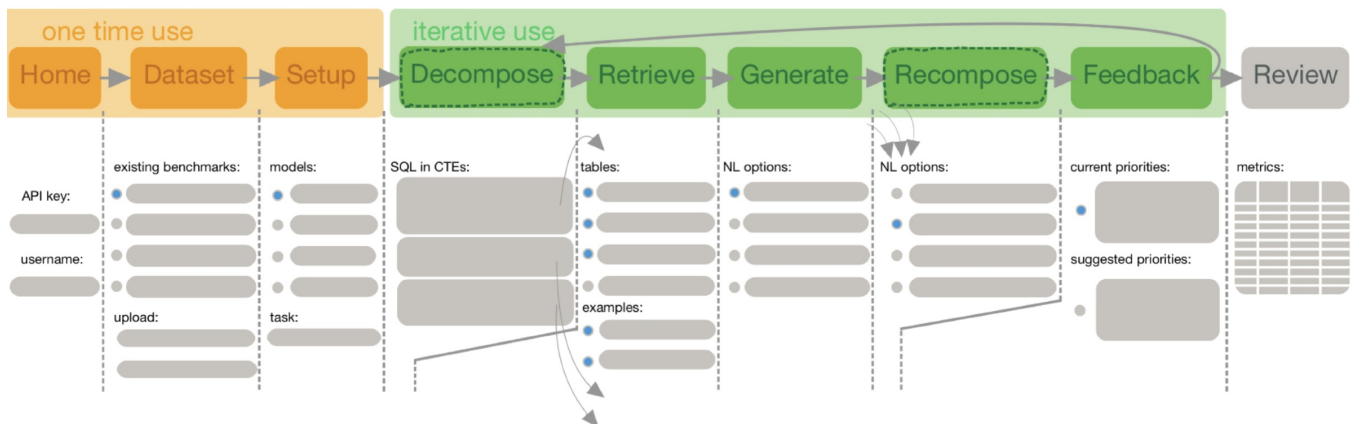 one time use
iterative use
Home
Dataset
Setup
Decompose
Retrieve
Generate
Recompose
Feedback
Review
API key:
username:
existing benchmarks:
upload:
models:
task:
SQL in CTEs:
tables:
examples:
NL options:
NL options:
current priorities:
suggested priorities:
metrics: